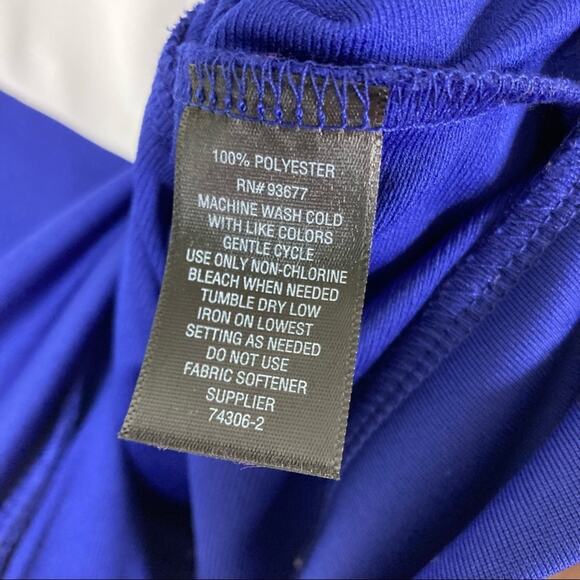 100% POLYESTER
RN# 93677
MACHINE WASH COLD
WITH LIKE COLORS
GENTLE CYCLE
USE ONLY NON-CHLORINE
BLEACH WHEN NEEDED
TUMBLE DRY LOW
IRON ON LOWEST
SETTING AS NEEDED
DO NOT USE
FABRIC SOFTENER
SUPPLIER
74306-2